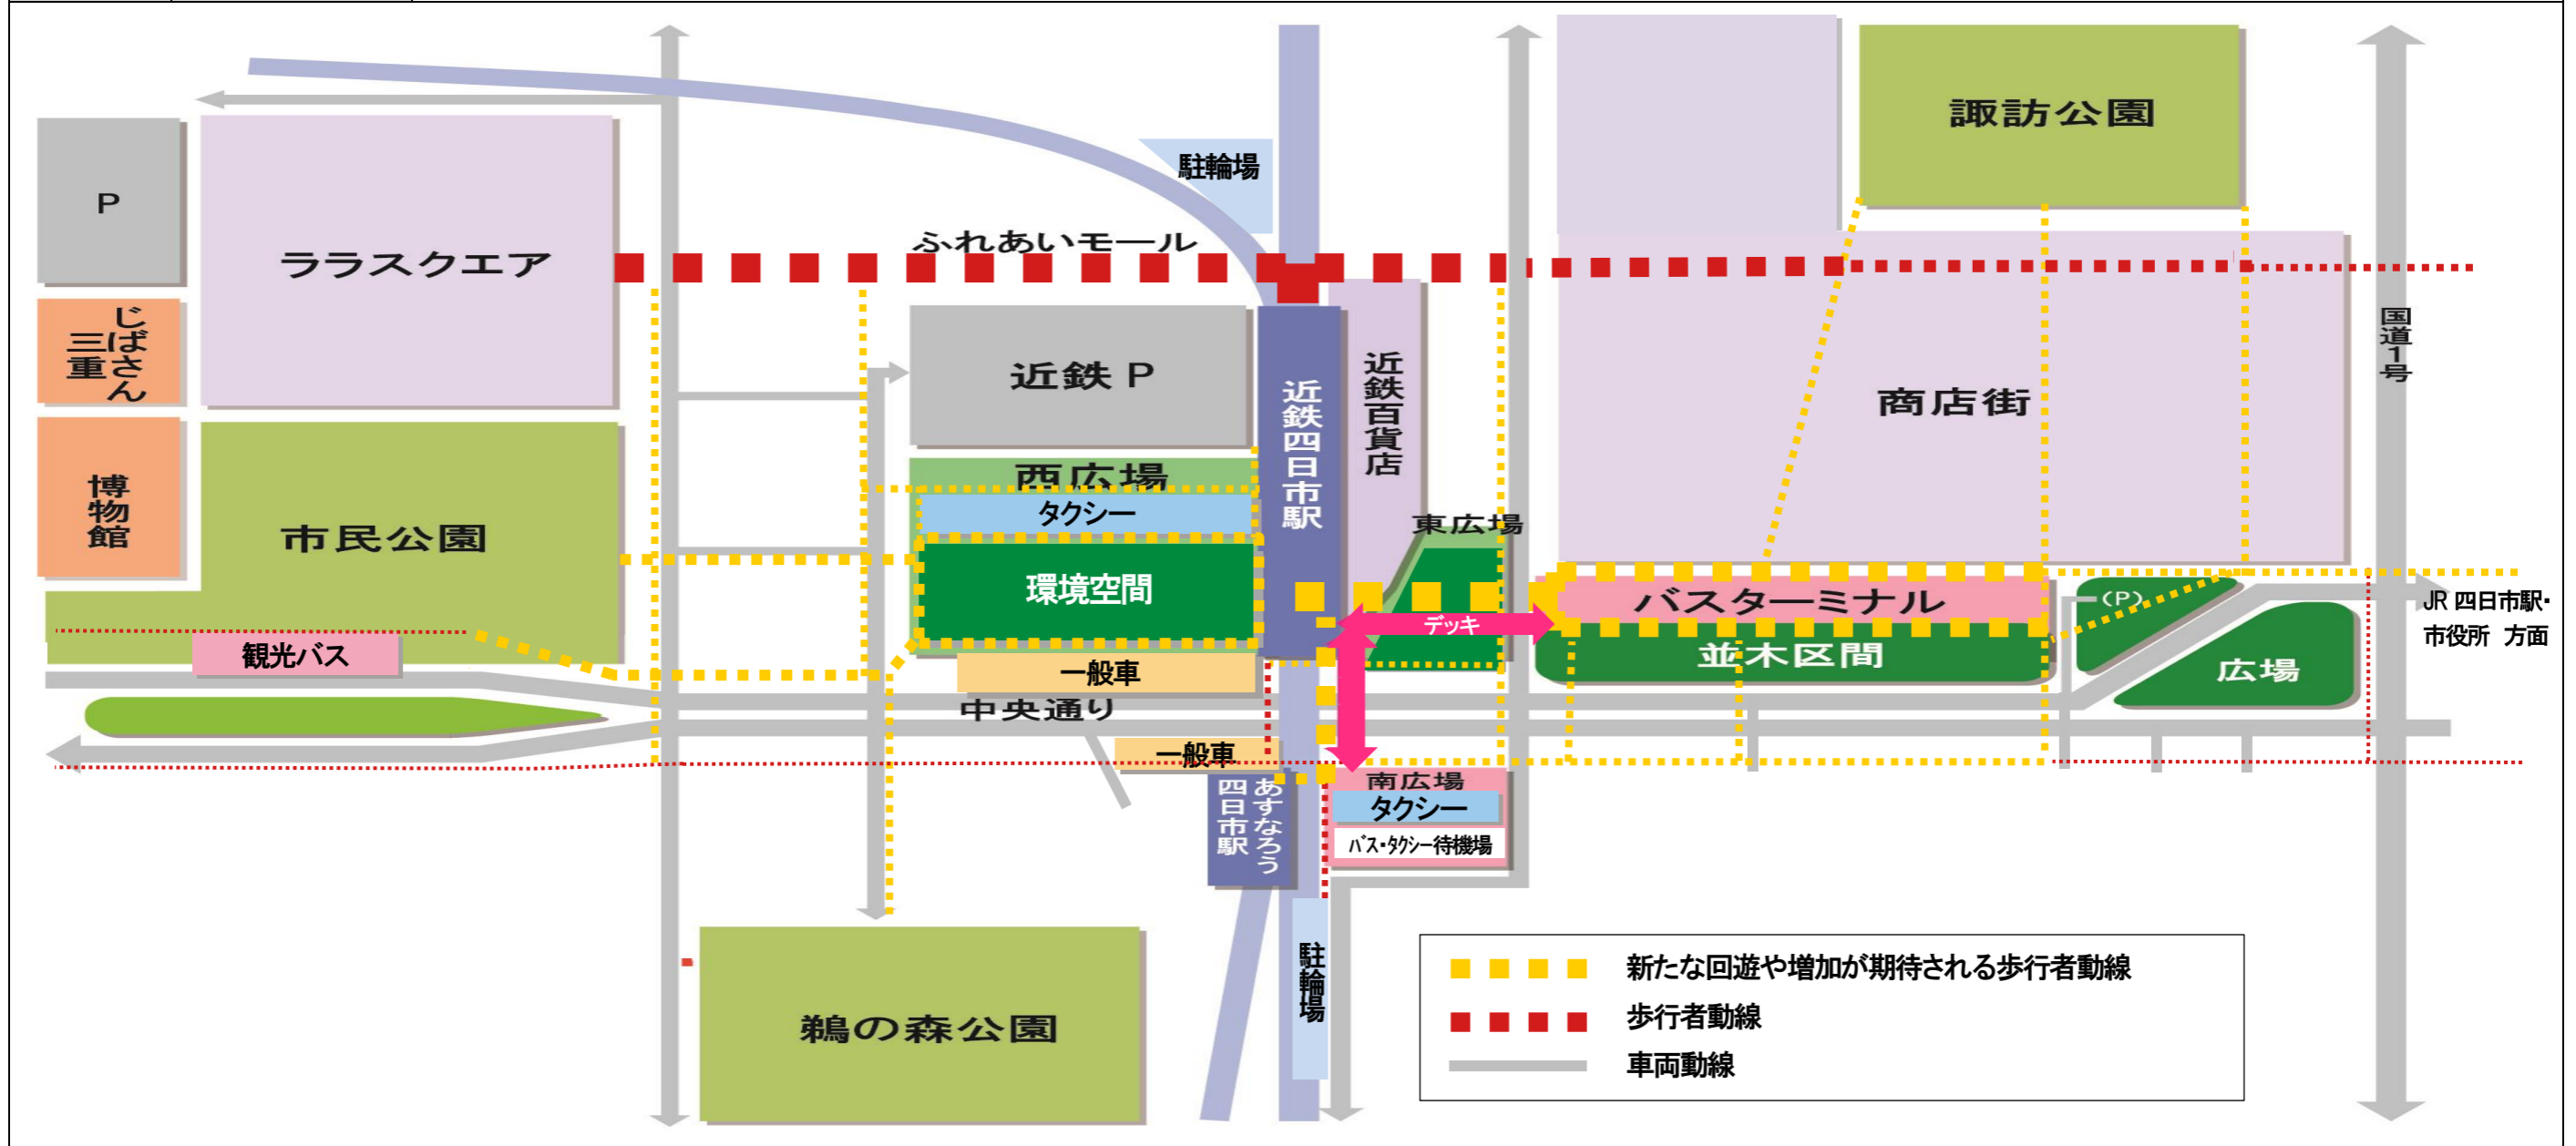 諏訪公園
駐輪場
P
ララスクエア
ふれあいモール
国道1号
じばさん
三重
近鉄P
近鉄四日市駅
近鉄百貨店
商店街
博物館
市民公園
西広場
タクシー
環境空間
東広場
デッキ
バスターミナル
並木区間
(P)
広場
JR 四日市駅・
市役所 方面
観光バス
一般車
中央通り
一般車
あすなろう
四日市駅
南広場
タクシー
バス・タクシー待機場
鵜の森公園
駐輪場
新たな回遊や増加が期待される歩行者動線
歩行者動線
車両動線